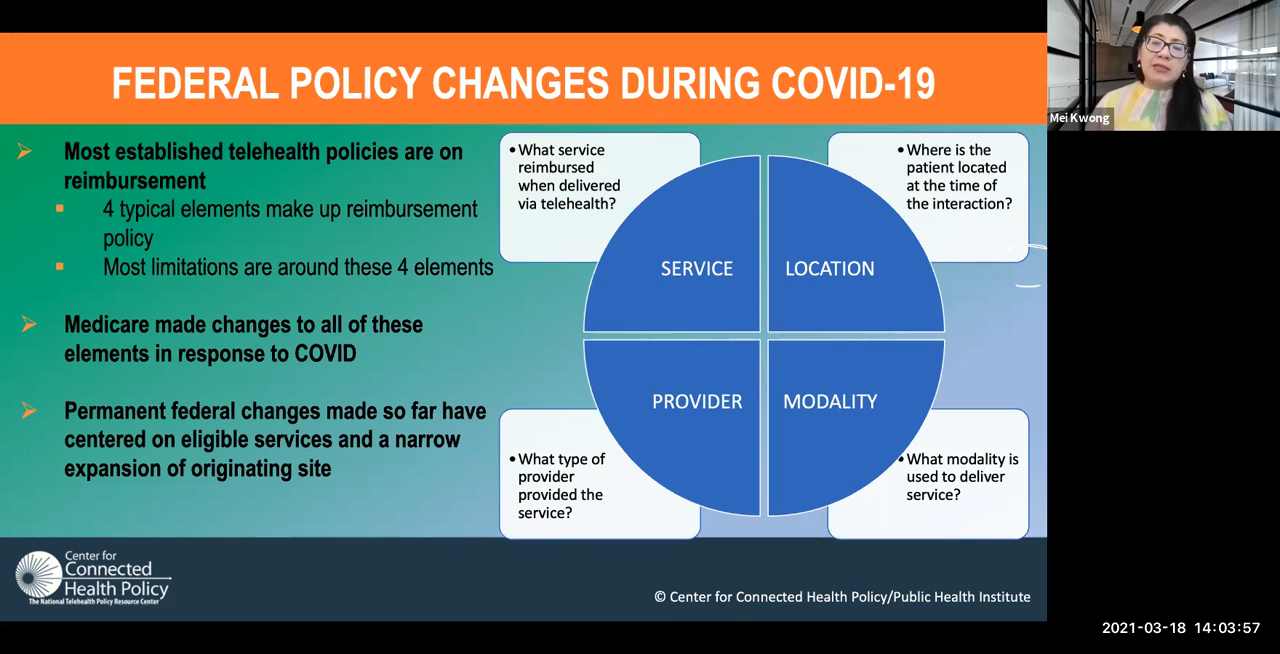 FEDERAL POLICY CHANGES DURING COVID-19
Mei Kwong
Most established telehealth policies are on
reimbursement
4 typical elements make up reimbursement
policy
Most limitations are around these 4 elements
Medicare made changes to all of these
elements in response to COVID
Permanent federal changes made so far have
centered on eligible services and a narrow
expansion of originating site
• What service
reimbursed
when delivered
via telehealth?
• Where is the
patient located
at the time of
the interaction?
SERVICE
LOCATION
PROVIDER
MODALITY
• What type of
provider
provided the
service?
• What modality is
used to deliver
service?
Center for
Connected
Health Policy
The National Telehealth Policy Resource Center
© Center for Connected Health Policy/Public Health Institute
2021-03-18 14:03:57